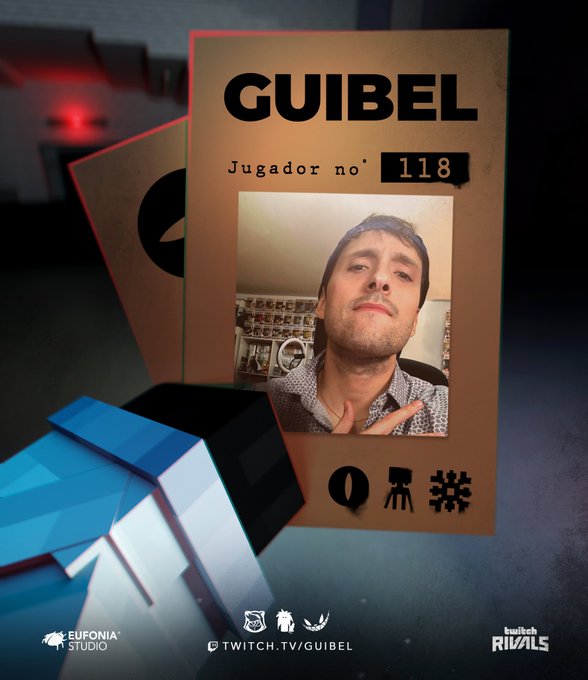 GUIBEL
Jugador no° 118
EUFONIA®
STUDIO
TWITCH.TV/GUIBEL
twitch
RIVALS